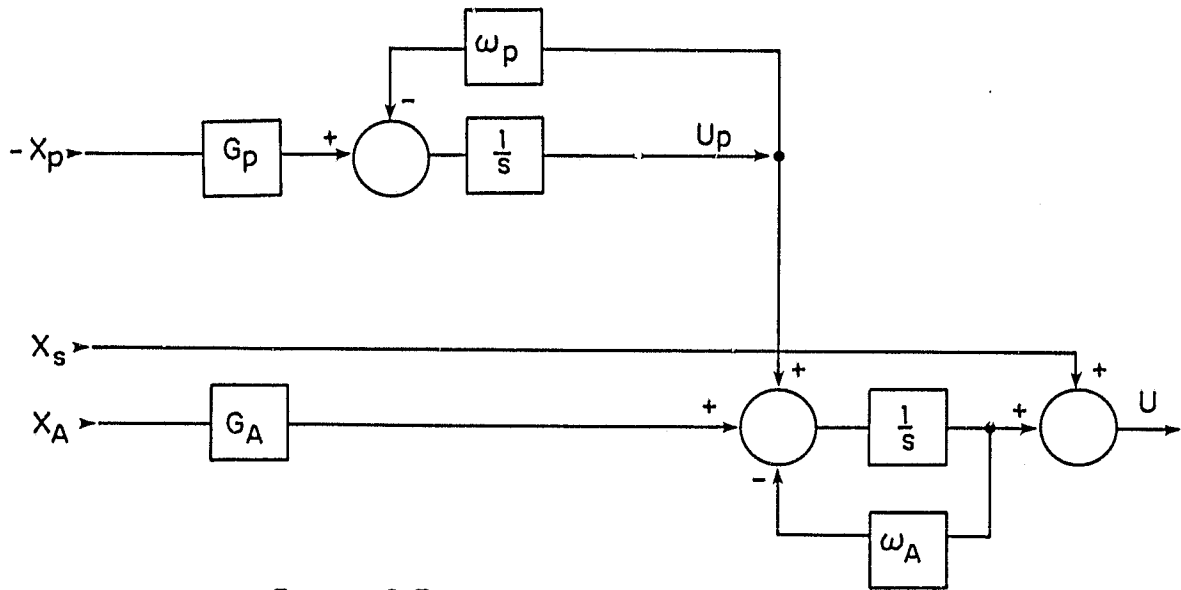 ωp
-
-Xp
Gp
+
1/s
Up
Xs
+
+
XA
GA
+
1/s
+
U
-
ωA